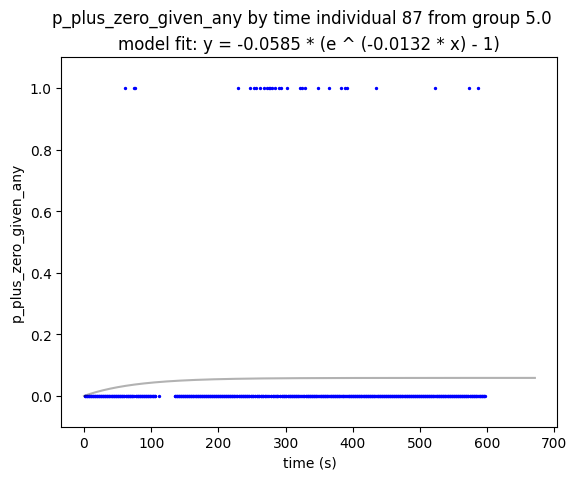 p_plus_zero_given_any by time individual 87 from group 5.0
model fit: y = -0.0585 * (e ^ (-0.0132 * x) - 1)
1.0
0.8
0.6
0.4
0.2
0.0
p_plus_zero_given_any
0 100 200 300 400 500 600 700
time (s)